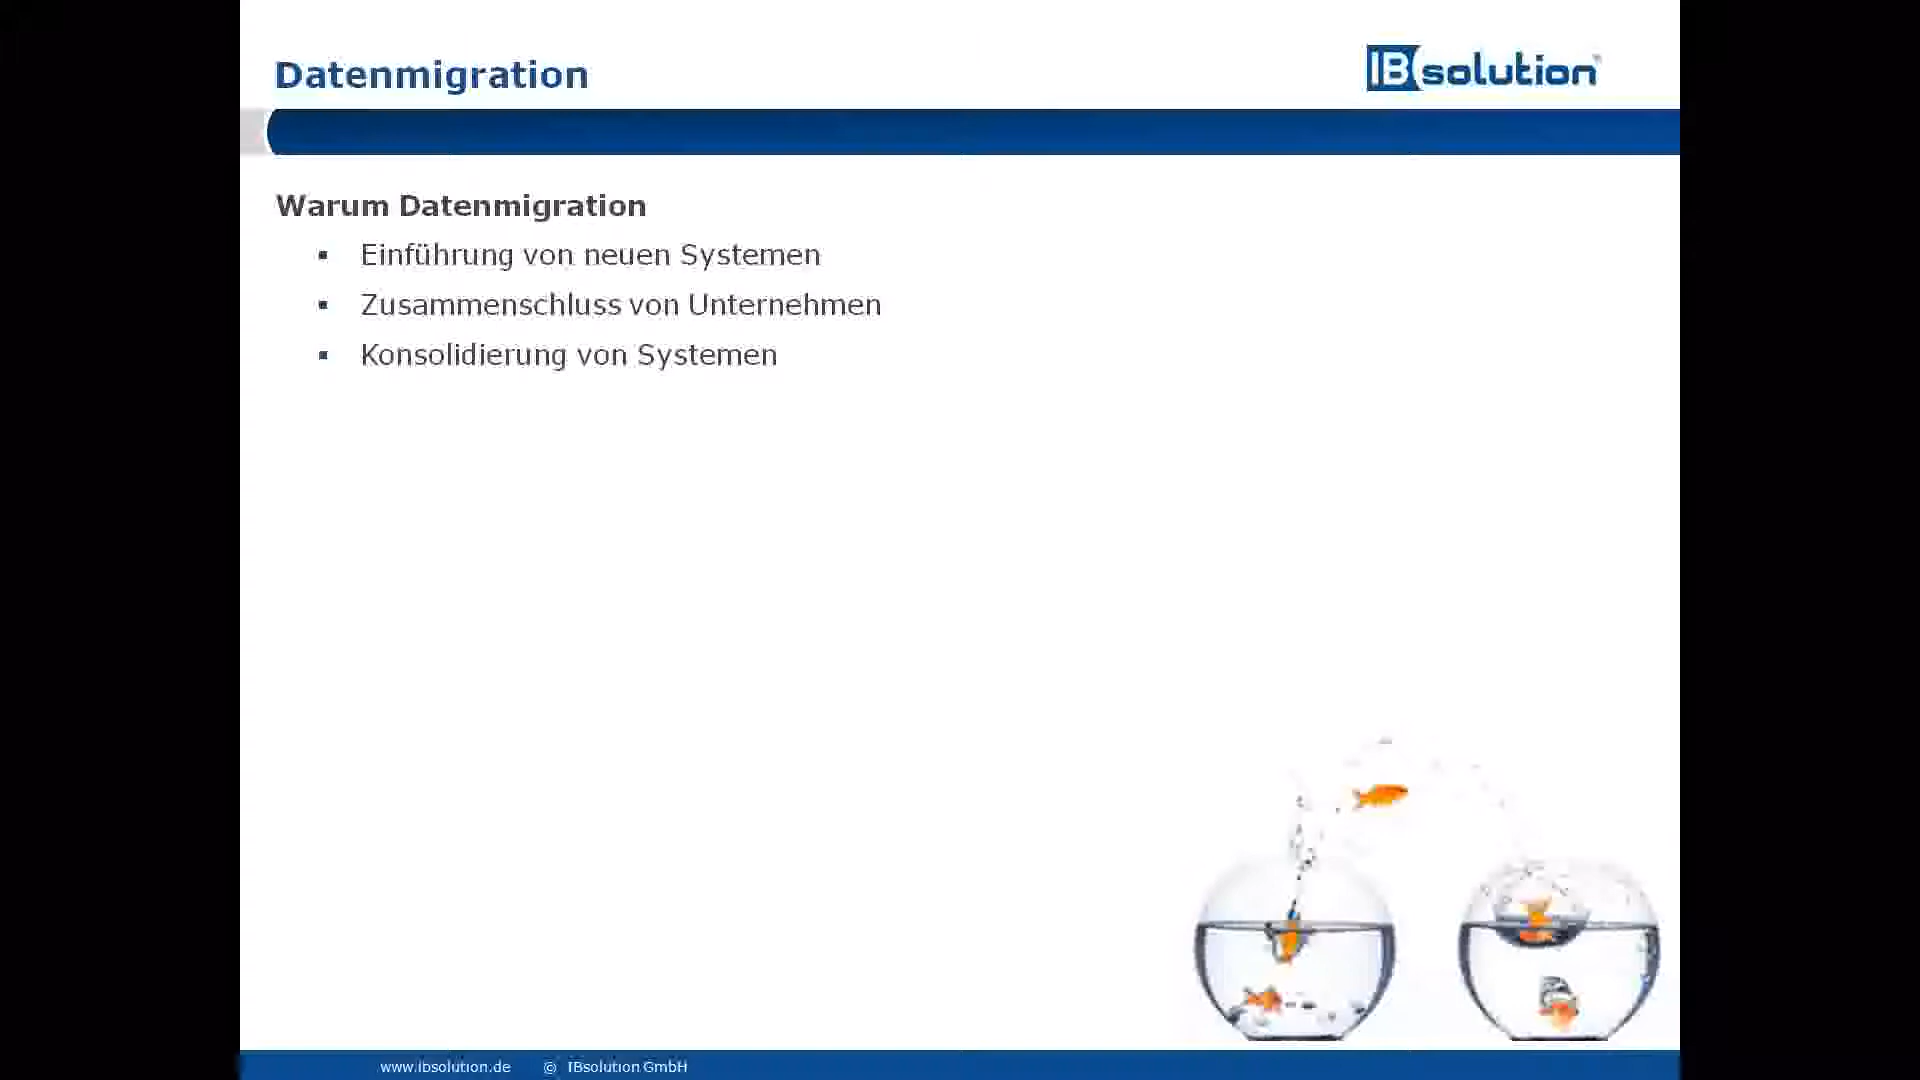 Datenmigration
IBsolution
Warum Datenmigration
▪ Einführung von neuen Systemen
▪ Zusammenschluss von Unternehmen
▪ Konsolidierung von Systemen
www.ibsolution.de © IBsolution GmbH